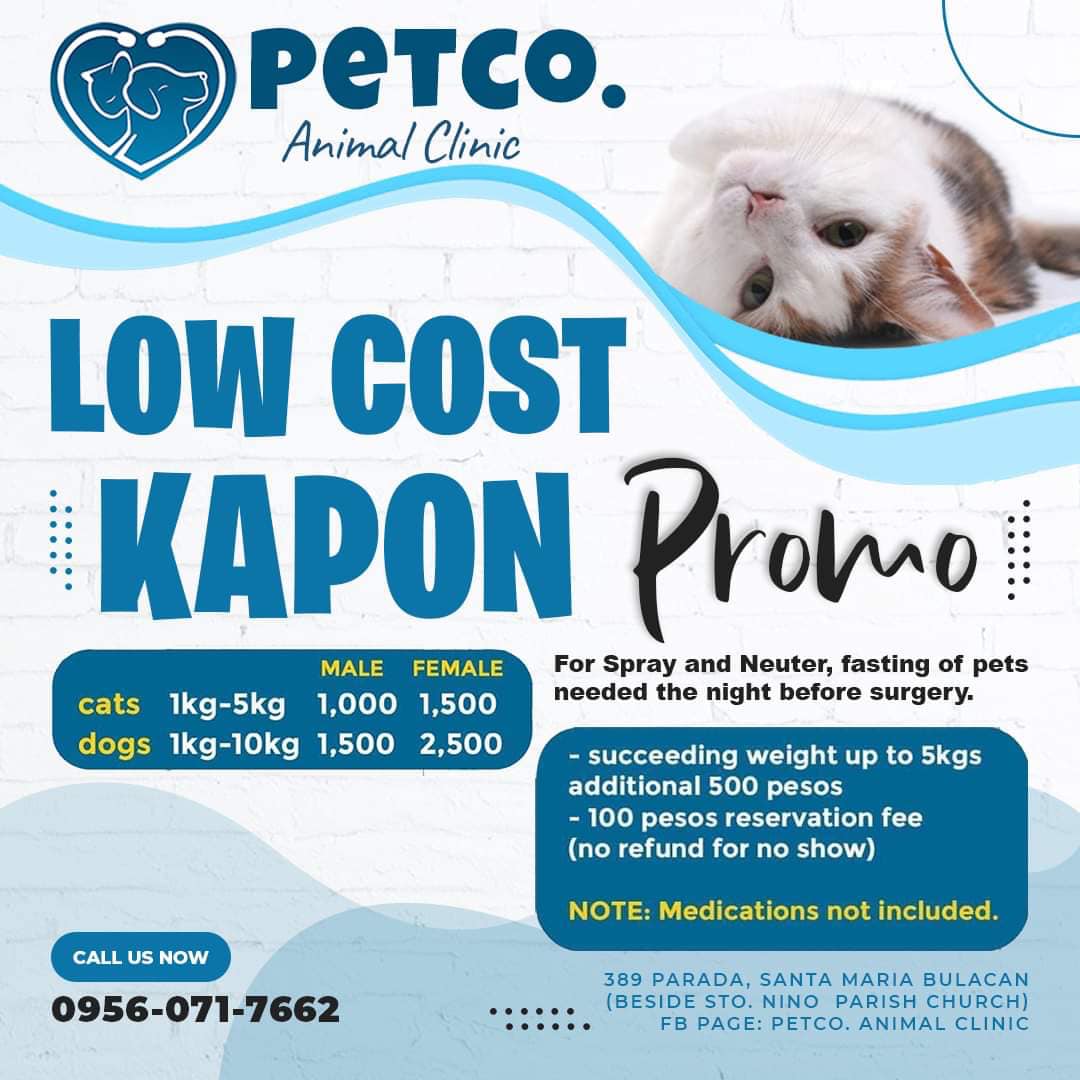 PETCO.
Animal Clinic
LOW COST
KAPON Promo
MALE FEMALE
cats 1kg-5kg 1,000 1,500
dogs 1kg-10kg 1,500 2,500
For Spray and Neuter, fasting of pets
needed the night before surgery.
- succeeding weight up to 5kgs
additional 500 pesos
- 100 pesos reservation fee
(no refund for no show)
NOTE: Medications not included.
CALL US NOW
0956-071-7662
389 PARADA, SANTA MARIA BULACAN
(BESIDE STO. NINO PARISH CHURCH)
FB PAGE: PETCO. ANIMAL CLINIC